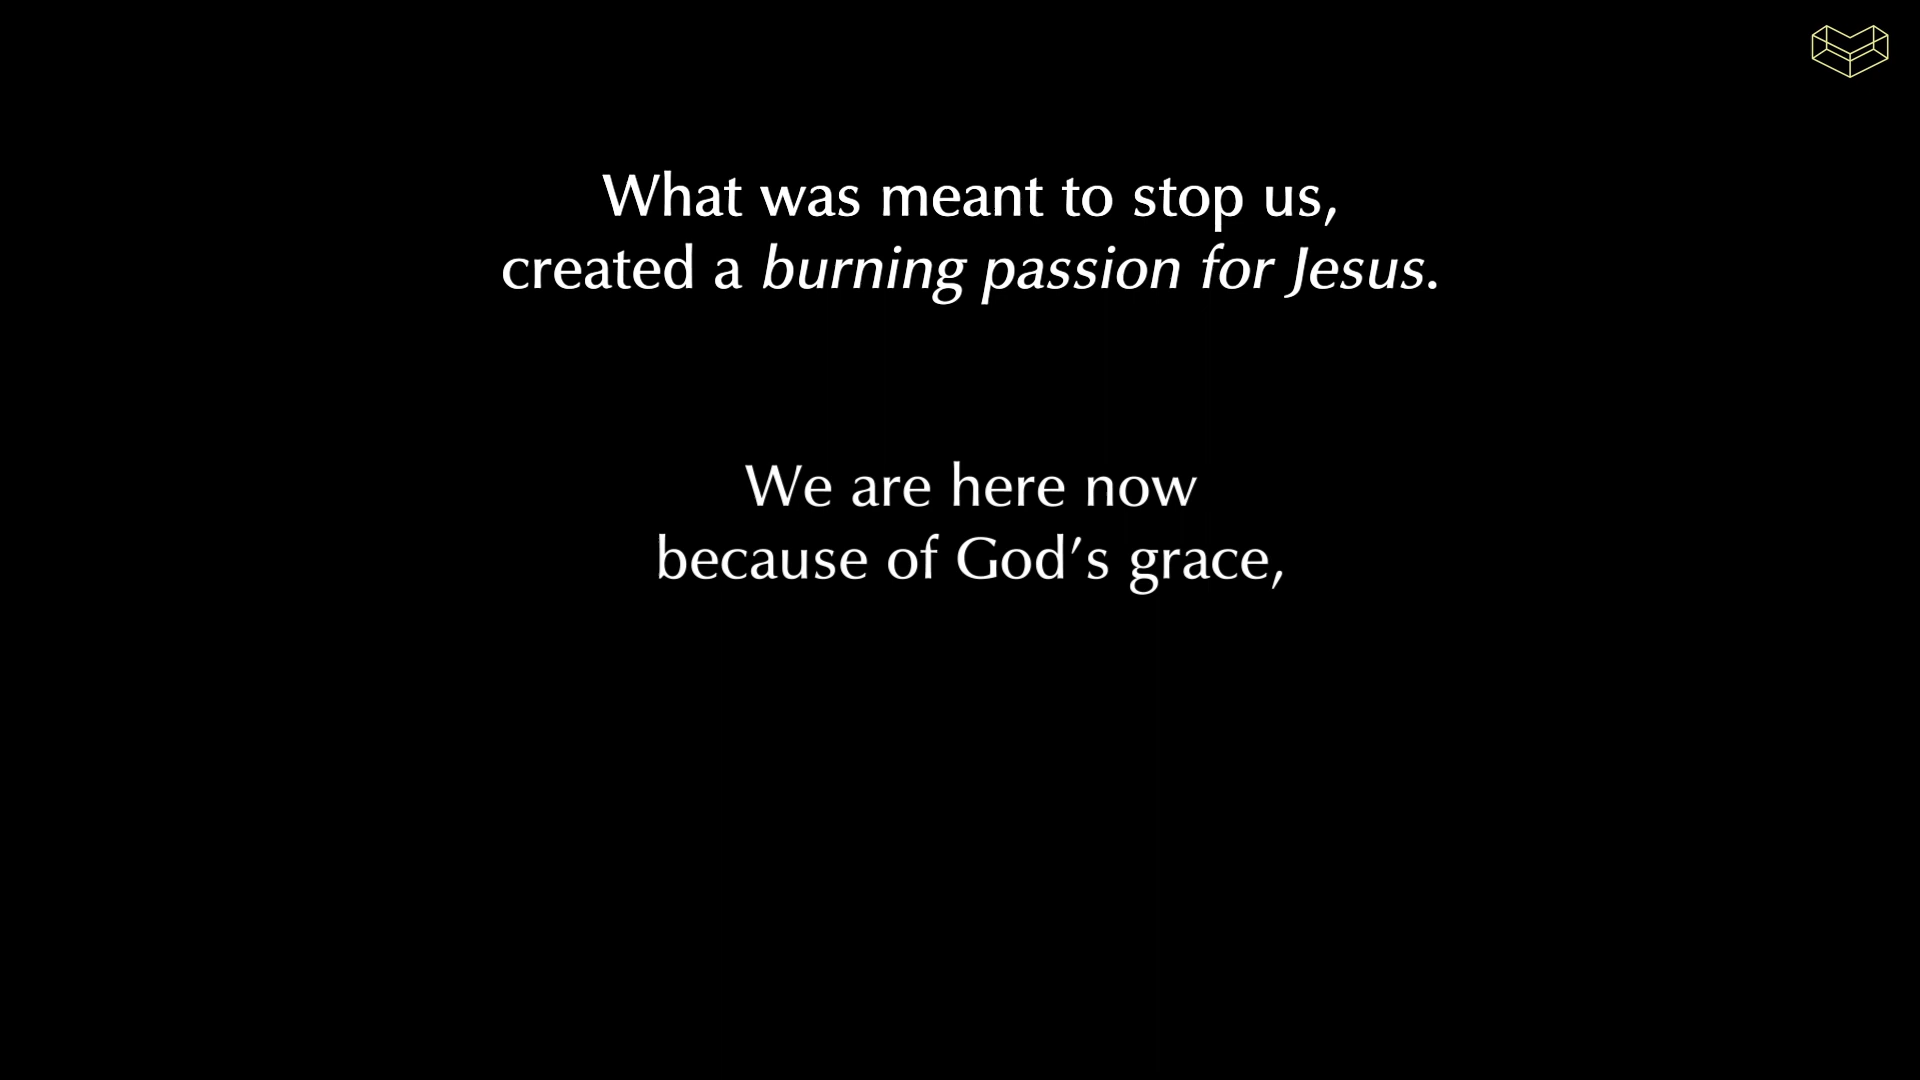 What was meant to stop us,
created a burning passion for Jesus.
We are here now
because of God’s grace,